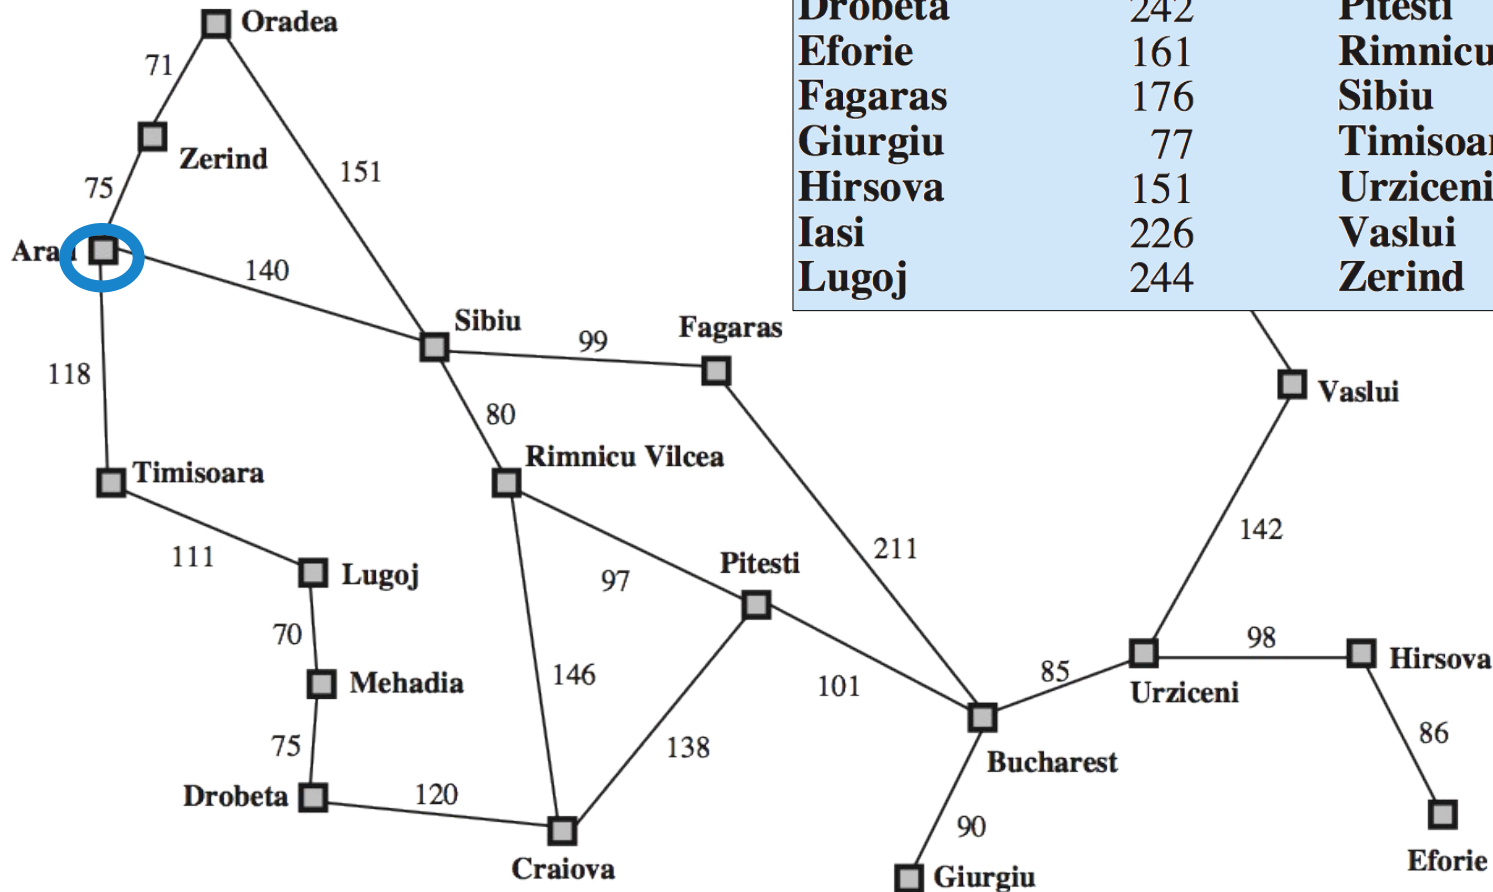 Oradea
71
Zerind
151
75
Arad
140
Sibiu
99
Fagaras
118
80
Vaslui
Timisoara
Rimnicu Vilcea
111
Lugoj
97
Pitesti
211
142
70
Mehadia
146
101
85
98
Hirsova
Urziceni
75
138
Bucharest
86
Drobeta
120
90
Craiova
Giurgiu
Eforie
Drobeta 242 Pitesti
Eforie 161 Rimnicu
Fagaras 176 Sibiu
Giurgiu 77 Timisoar
Hirsova 151 Urziceni
Iasi 226 Vaslui
Lugoj 244 Zerind